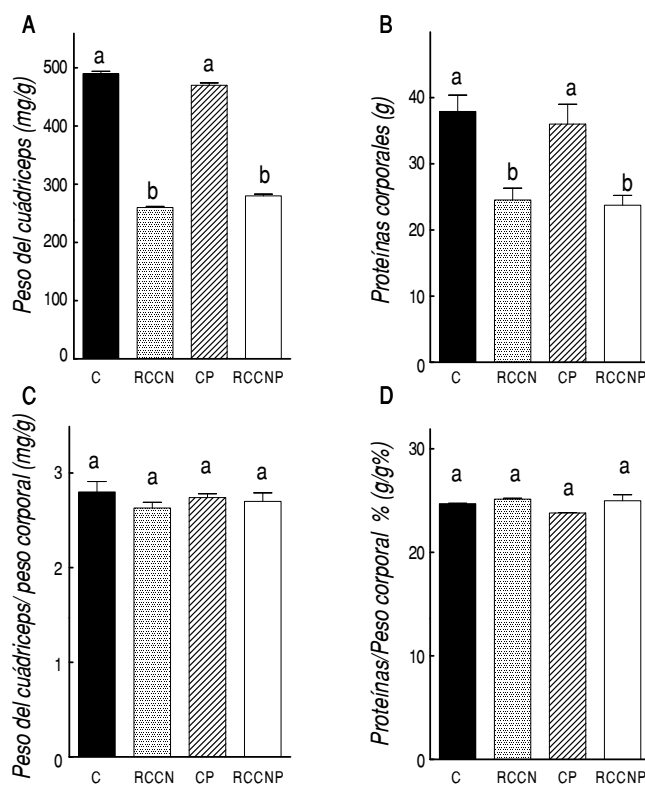 A
Peso del cuádriceps (mg/g)
500
400
300
200
100
0
a
b
a
b
C RCCN CP RCCNP
B
Proteínas corporales (g)
40
30
20
10
0
a
b
a
b
C RCCN CP RCCNP
C
Peso del cuádriceps/ peso corporal (mg/g)
3
2
1
0
a
a
a
a
C RCCN CP RCCNP
D
Proteínas/Peso corporal % (g/g%)
30
20
10
0
a
a
a
a
C RCCN CP RCCNP